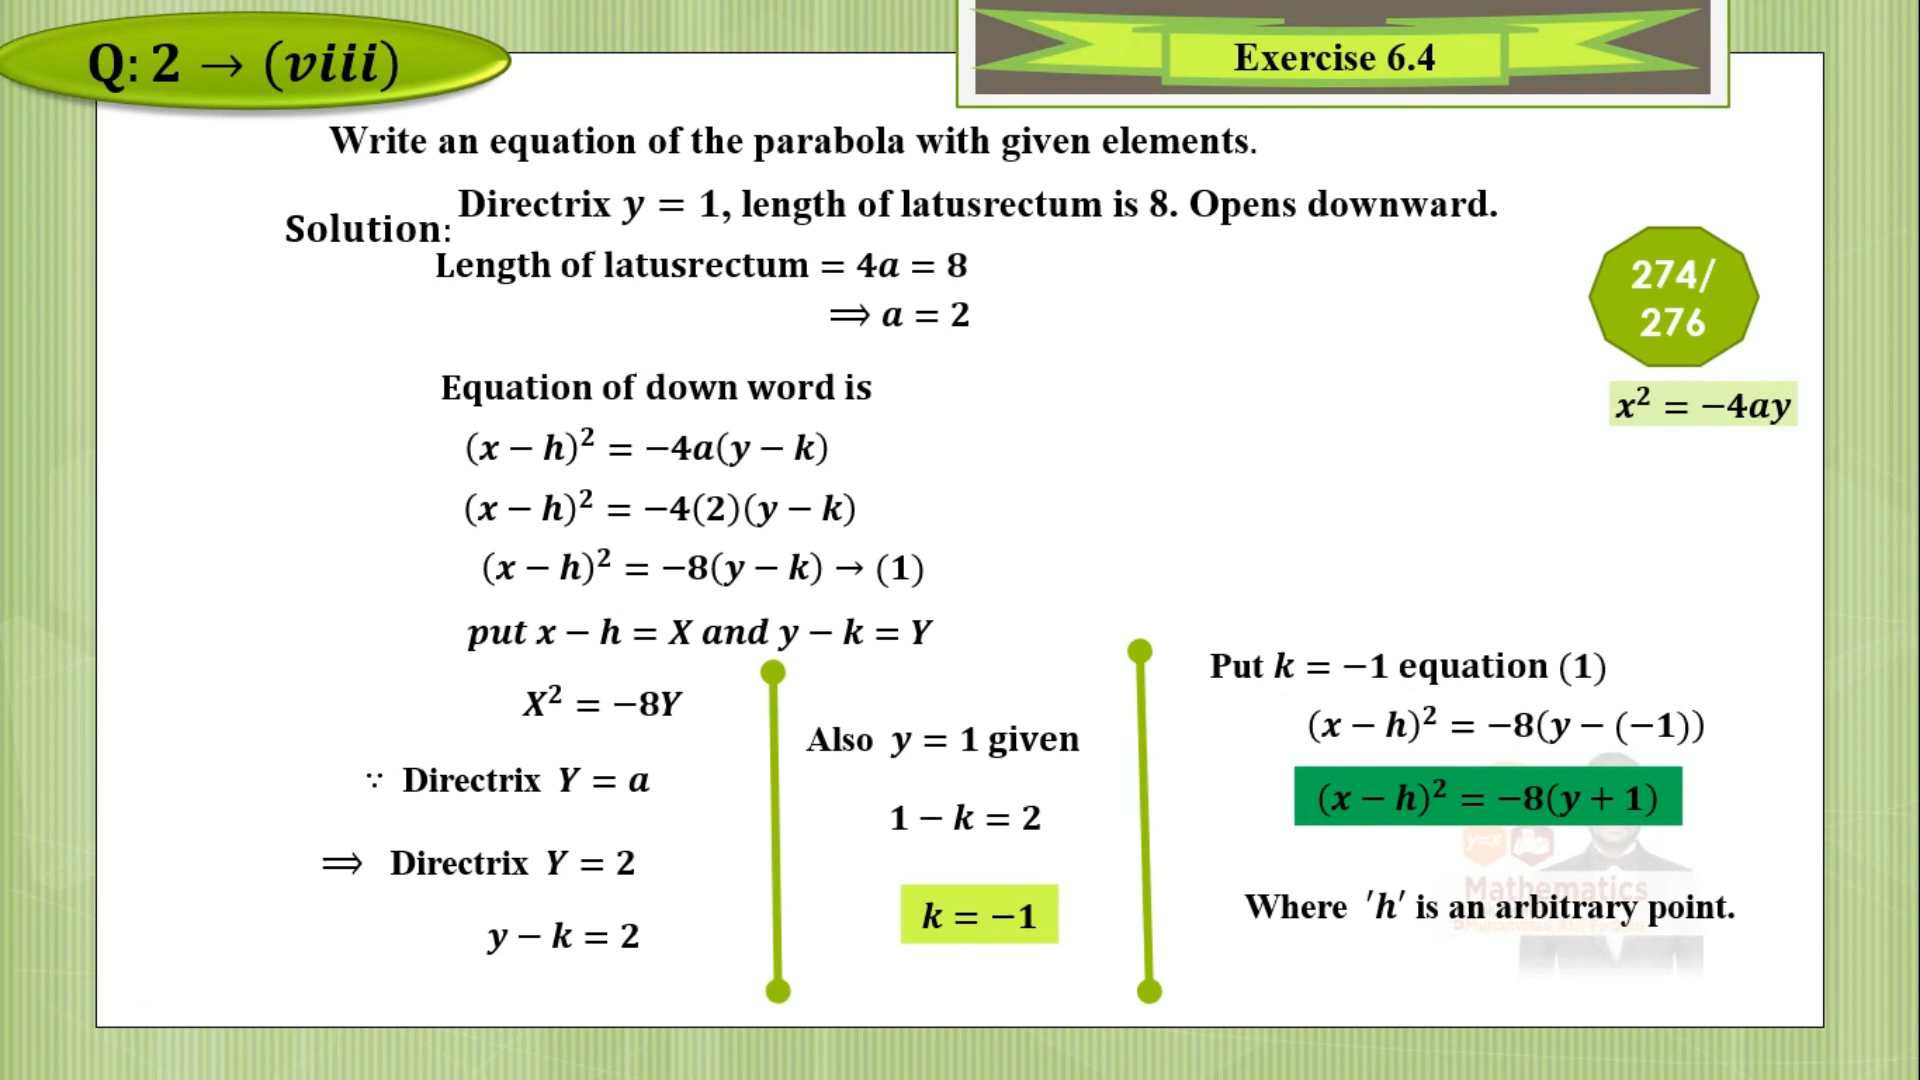 Q: 2 → (viii)
Exercise 6.4
Write an equation of the parabola with given elements.
Directrix y = 1, length of latusrectum is 8. Opens downward.
Solution:
Length of latusrectum = 4a = 8
⟹ a = 2
274/
276
x² = −4ay
Equation of down word is
(x − h)² = −4a(y − k)
(x − h)² = −4(2)(y − k)
(x − h)² = −8(y − k) → (1)
put x − h = X and y − k = Y
X² = −8Y
∵ Directrix Y = a
⟹ Directrix Y = 2
y − k = 2
Also y = 1 given
1 − k = 2
k = −1
Put k = −1 equation (1)
(x − h)² = −8(y − (−1))
(x − h)² = −8(y + 1)
Mathematics
Where ′h′ is an arbitrary point.